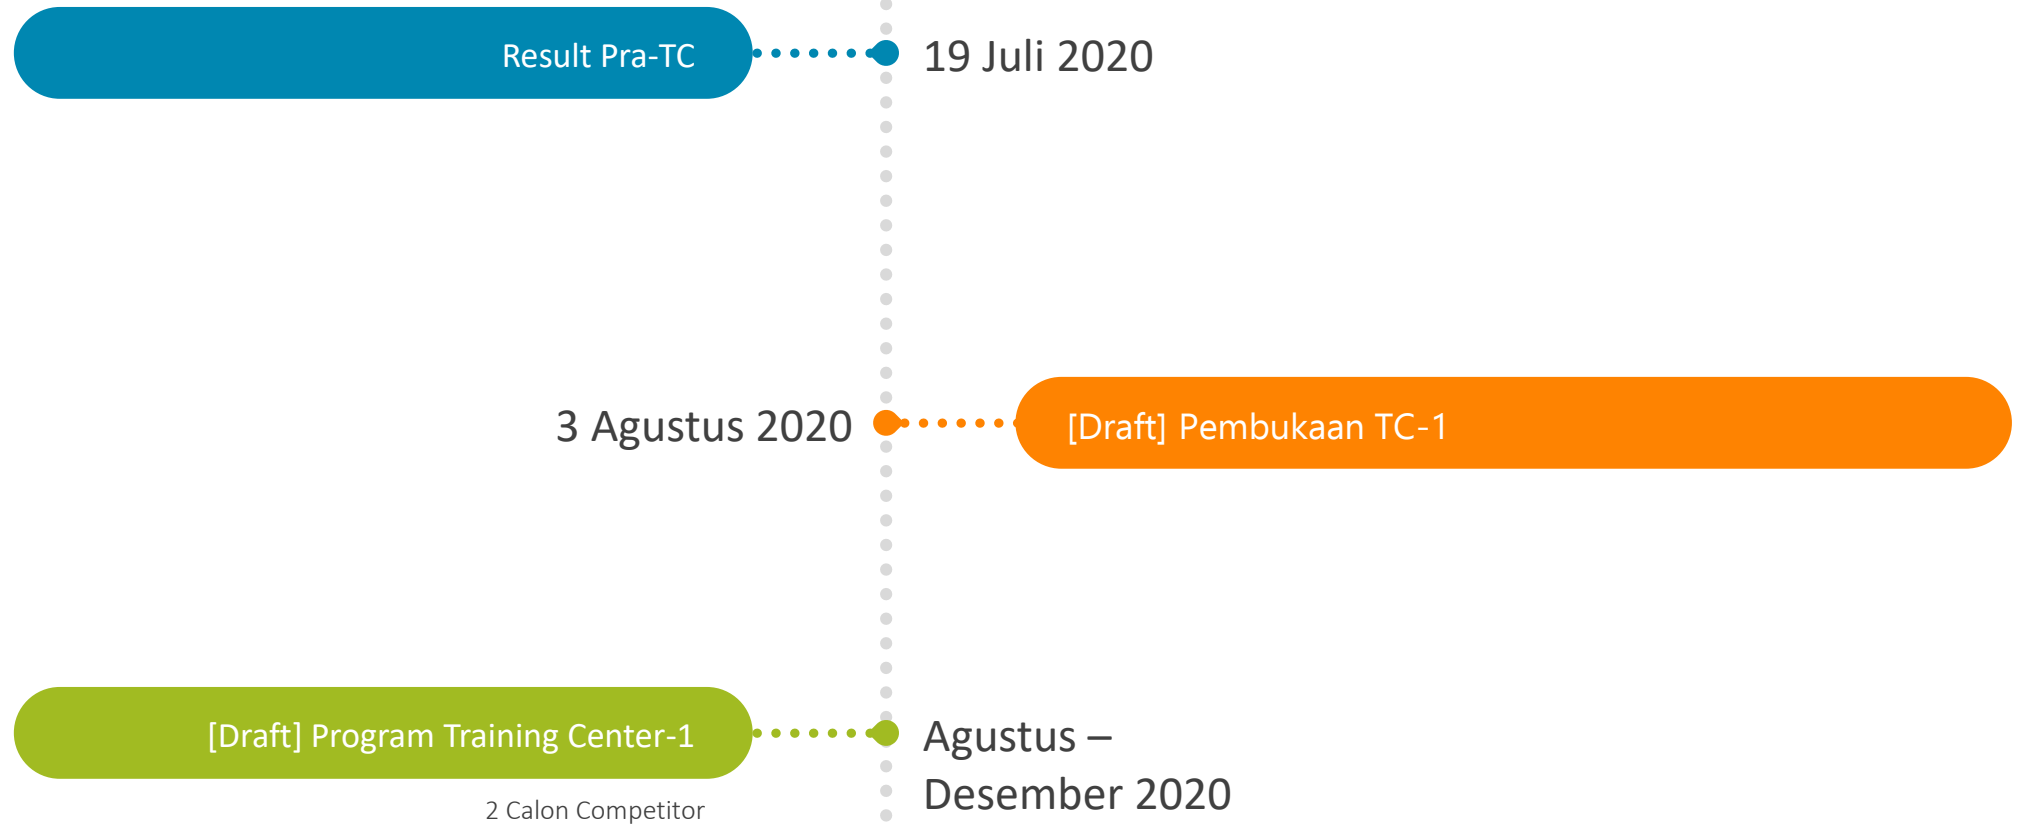 Result Pra-TC
19 Juli 2020
3 Agustus 2020
[Draft] Pembukaan TC-1
[Draft] Program Training Center-1
Agustus –
Desember 2020
2 Calon Competitor